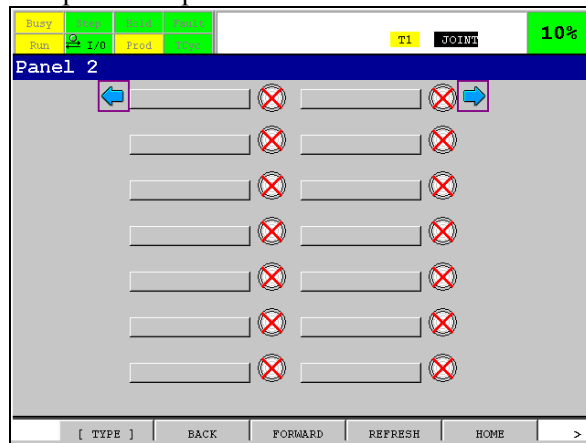 Busy Step Hold Fault
Run I/O Prod TCyc
T1 JOINT 10%
Panel 2
[ TYPE ] BACK FORWARD REFRESH HOME >